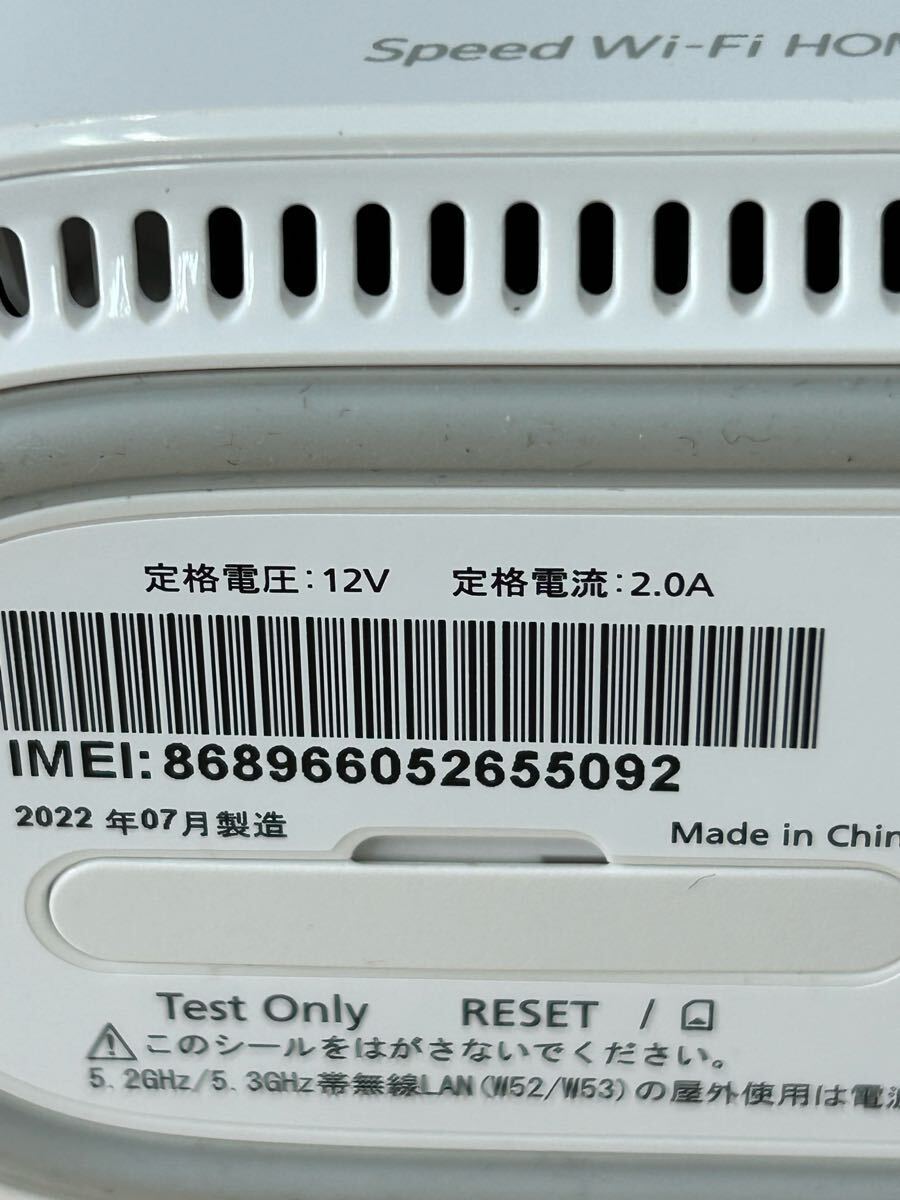 Speed Wi-Fi HOM
定格電圧:12V 定格電流:2.0A
IMEI:868966052655092
2022 年07月製造
Made in Chin
Test Only RESET /
このシールをはがさないでください。
5.2GHz/5.3GHz帯無線LAN(W52/W53)の屋外使用は電波